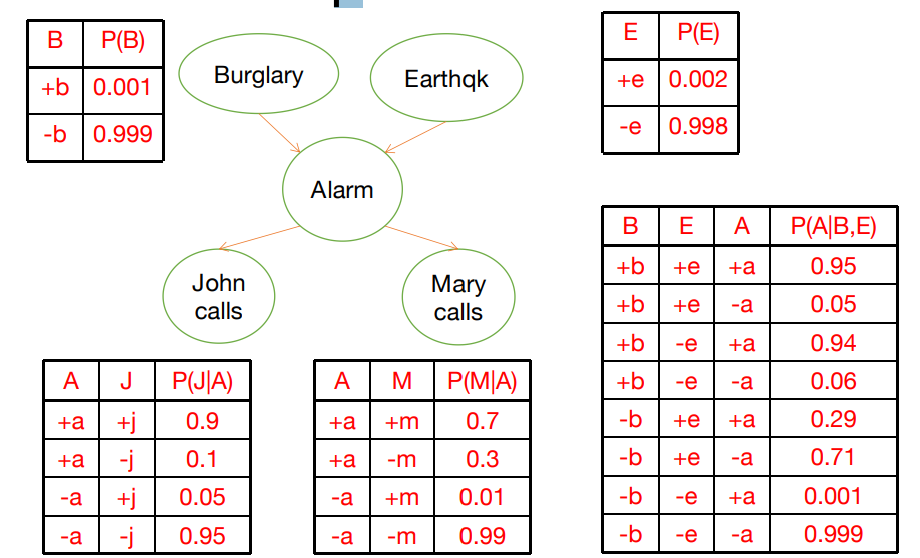 B P(B)
+b 0.001
-b 0.999
Burglary
Earthqk
E P(E)
+e 0.002
-e 0.998
Alarm
John
calls
Mary
calls
A J P(J|A)
+a +j 0.9
+a -j 0.1
-a +j 0.05
-a -j 0.95
A M P(M|A)
+a +m 0.7
+a -m 0.3
-a +m 0.01
-a -m 0.99
B E A P(A|B,E)
+b +e +a 0.95
+b +e -a 0.05
+b -e +a 0.94
+b -e -a 0.06
-b +e +a 0.29
-b +e -a 0.71
-b -e +a 0.001
-b -e -a 0.999